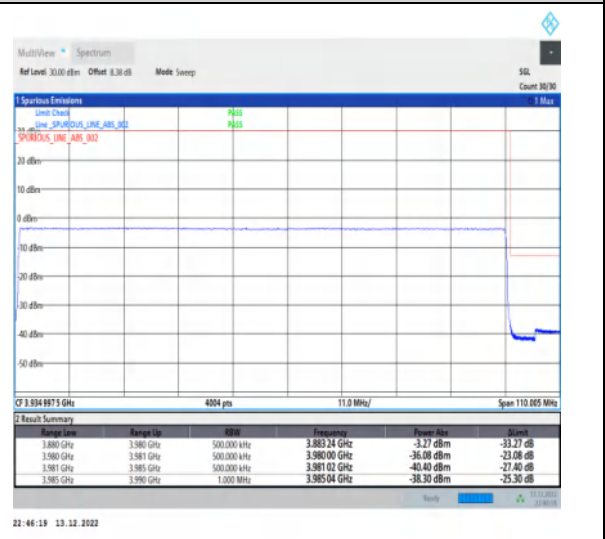 MultiView Spectrum
Ref Level 30.00 dBm Offset 8.38 dB Mode Sweep SGL
Count 30/30
1 Spurious Emissions 1 Max
Limit Check PASS
Line _SPURIOUS_LINE_ABS_002 PASS
SPURIOUS_LINE_ABS_002
20 dBm
10 dBm
0 dBm
-10 dBm
-20 dBm
-30 dBm
-40 dBm
-50 dBm
CF 3.934 997 5 GHz 4004 pts 11.0 MHz/ Span 110.005 MHz
2 Result Summary
Range Low Range Up RBW Frequency Power Abs ΔLimit
3.880 GHz 3.980 GHz 500.000 kHz 3.883 24 GHz -3.27 dBm -33.27 dB
3.980 GHz 3.981 GHz 500.000 kHz 3.980 00 GHz -36.08 dBm -23.08 dB
3.981 GHz 3.985 GHz 500.000 kHz 3.981 02 GHz -40.40 dBm -27.40 dB
3.985 GHz 3.990 GHz 1.000 MHz 3.985 04 GHz -38.30 dBm -25.30 dB
Ready 13.12.2022
22:46:19 13.12.2022